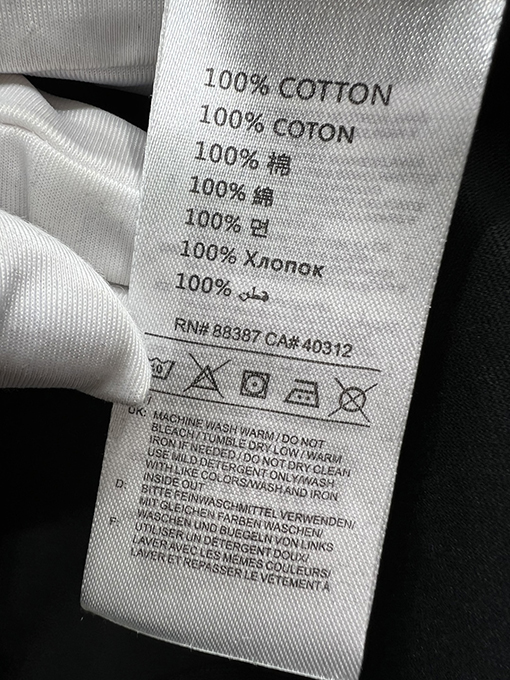 100% COTTON
100% COTON
100% 棉
100% 綿
100% 면
100% Хлопок
100% قطن
RN# 88387 CA# 40312
UK: MACHINE WASH WARM / DO NOT
BLEACH / TUMBLE DRY LOW / WARM
IRON IF NEEDED / DO NOT DRY CLEAN
USE MILD DETERGENT ONLY/WASH
WITH LIKE COLORS/WASH AND IRON
INSIDE OUT
D: BITTE FEINWASCHMITTEL VERWENDEN/
MIT GLEICHEN FARBEN WASCHEN/
WASCHEN UND BUEGELN VON LINKS
F: UTILISER UN DETERGENT DOUX/
LAVER AVEC LES MÊMES COULEURS/
LAVER ET REPASSER LE VÉTEMENT À